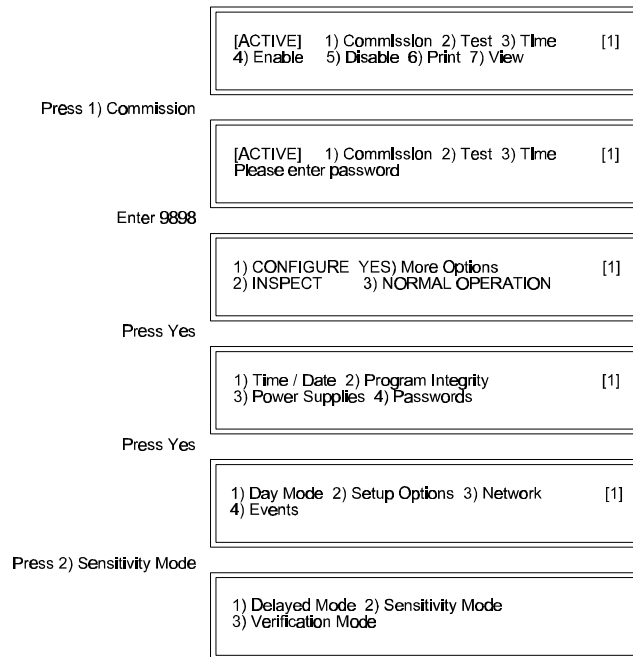 [ACTIVE] 1) Commission 2) Test 3) Time [1]
4) Enable 5) Disable 6) Print 7) View
Press 1) Commission
[ACTIVE] 1) Commission 2) Test 3) Time [1]
Please enter password
Enter 9898
1) CONFIGURE YES) More Options [1]
2) INSPECT 3) NORMAL OPERATION
Press Yes
1) Time / Date 2) Program Integrity [1]
3) Power Supplies 4) Passwords
Press Yes
1) Day Mode 2) Setup Options 3) Network [1]
4) Events
Press 2) Sensitivity Mode
1) Delayed Mode 2) Sensitivity Mode
3) Verification Mode